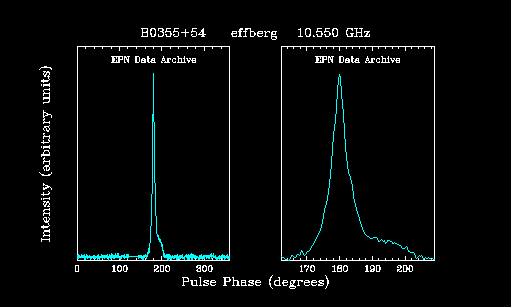 B0355+54 effberg 10.550 GHz
EPN Data Archive
EPN Data Archive
Intensity (arbitrary units)
0 100 200 300
170 180 190 200
Pulse Phase (degrees)